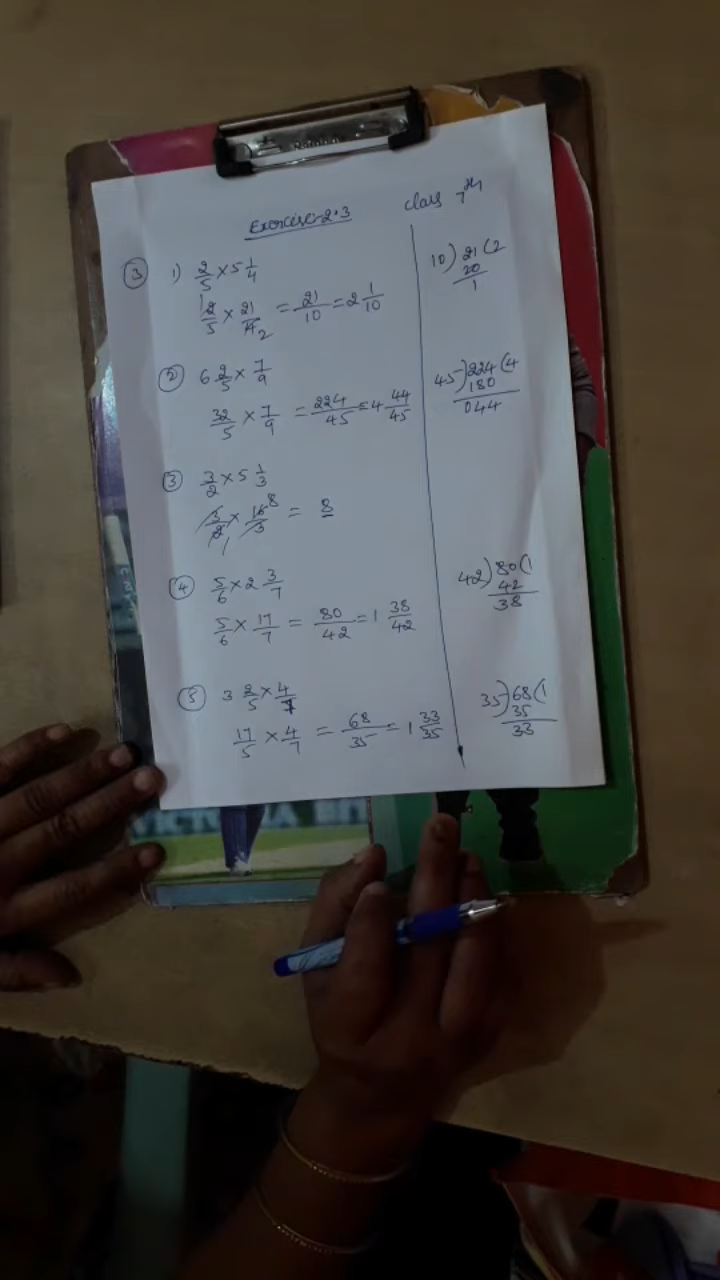 Exercise-2.3 class 7th
3 1) 2/5 × 5 1/4
1 2/5 × 21/4 2 = 21/10 = 2 1/10
10) 21 (2
20
1
2 6 2/5 × 7/9
32/5 × 7/9 = 224/45 = 4 44/45
45) 224 (4
180
044
3 3/2 × 5 1/3
3/2 1 × 16/3 8 = 8
4 5/6 × 2 3/7
5/6 × 17/7 = 80/42 = 1 38/42
42) 80 (1
42
38
5 3 2/5 × 4/7
17/5 × 4/7 = 68/35 = 1 33/35
35) 68 (1
35
33